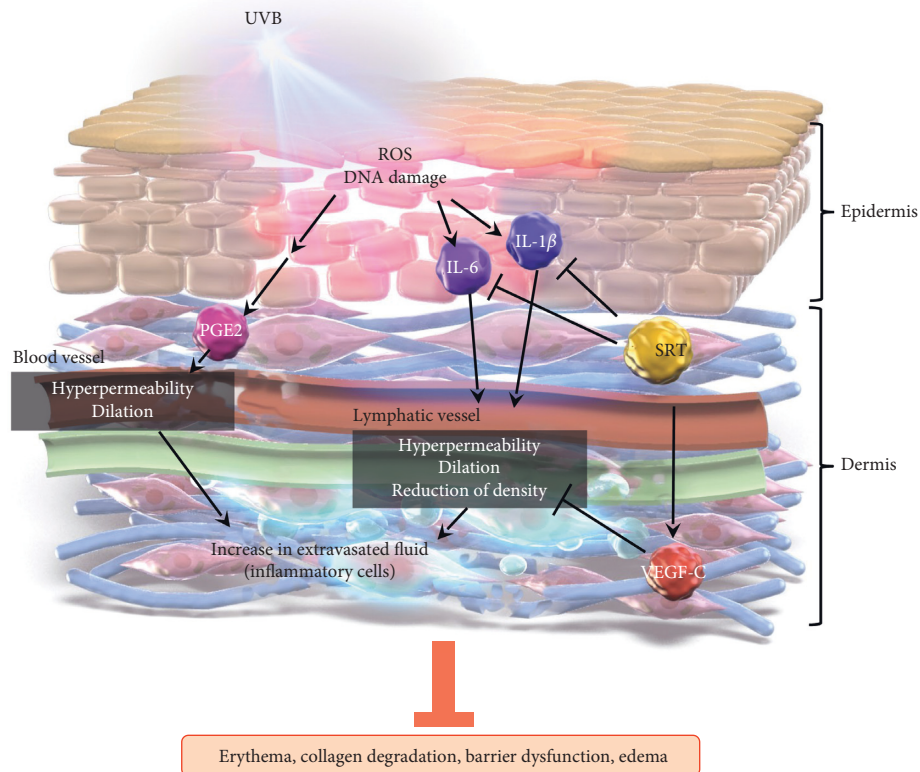 UVB
ROS
DNA damage
IL-1β
IL-6
Epidermis
PGE2
SRT
Blood vessel
Hyperpermeability
Dilation
Lymphatic vessel
Hyperpermeability
Dilation
Reduction of density
Dermis
Increase in extravasated fluid
(inflammatory cells)
VEGF-C
Erythema, collagen degradation, barrier dysfunction, edema